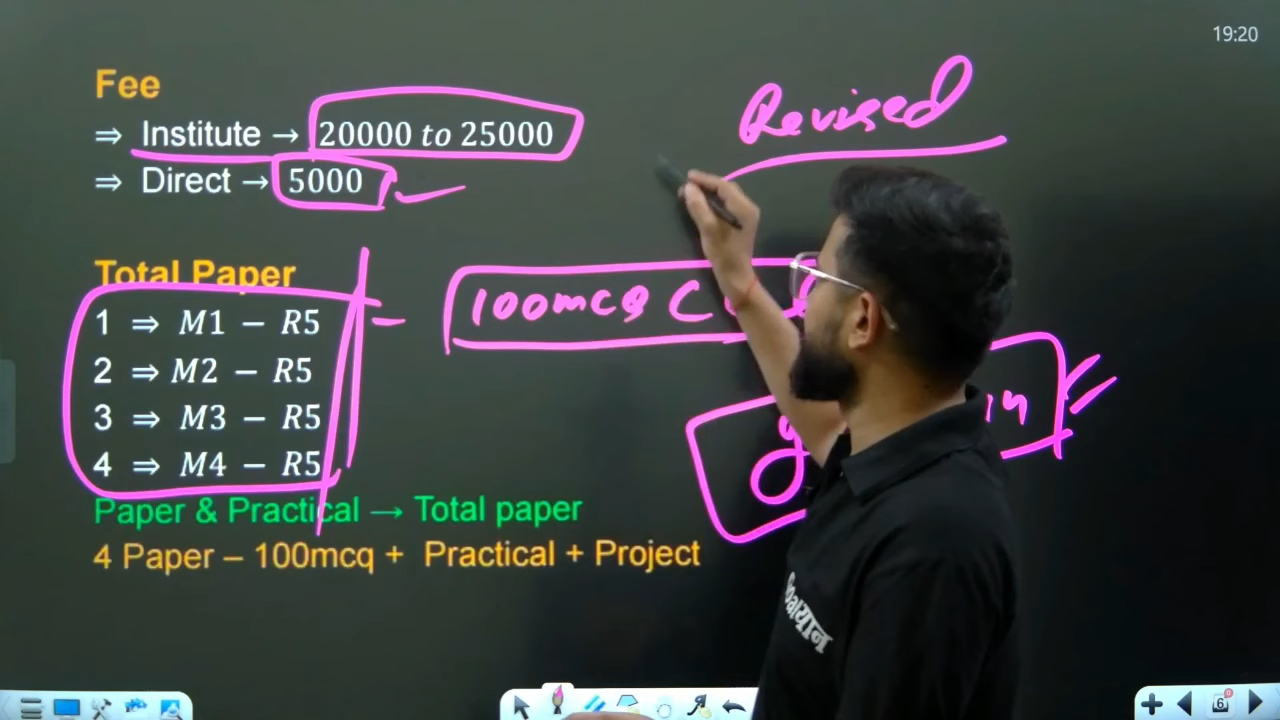 19:20
Fee
⇒ Institute → 20000 to 25000
⇒ Direct → 5000
Revised
Total Paper
1 ⇒ M1 – R5
2 ⇒ M2 – R5
3 ⇒ M3 – R5
4 ⇒ M4 – R5
100mcq C
Paper & Practical → Total paper
4 Paper – 100mcq + Practical + Project